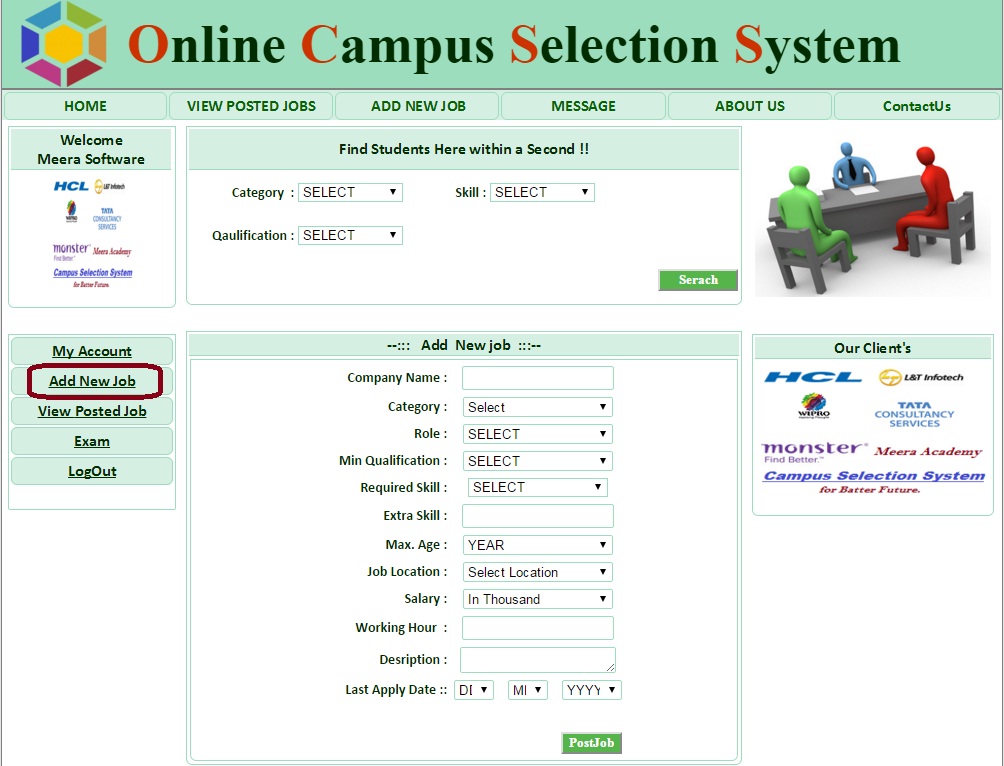 Online Campus Selection System
HOME
VIEW POSTED JOBS
ADD NEW JOB
MESSAGE
ABOUT US
ContactUs
Welcome
Meera Software
HCL L&T Infotech
WIPRO TATA
CONSULTANCY
SERVICES
monster Meera Academy
Find Better.
Campus Selection System
for Batter Future.
Find Students Here within a Second !!
Category : SELECT
Skill : SELECT
Qaulification : SELECT
Serach
My Account
Add New Job
View Posted Job
Exam
LogOut
--::: Add New job :::--
Company Name :
Category : Select
Role : SELECT
Min Qualification : SELECT
Required Skill : SELECT
Extra Skill :
Max. Age : YEAR
Job Location : Select Location
Salary : In Thousand
Working Hour :
Desription :
Last Apply Date :: DD MM YYYY
PostJob
Our Client's
HCL L&T Infotech
WIPRO TATA
CONSULTANCY
SERVICES
monster Meera Academy
Find Better.™
Campus Selection System
for Batter Future.